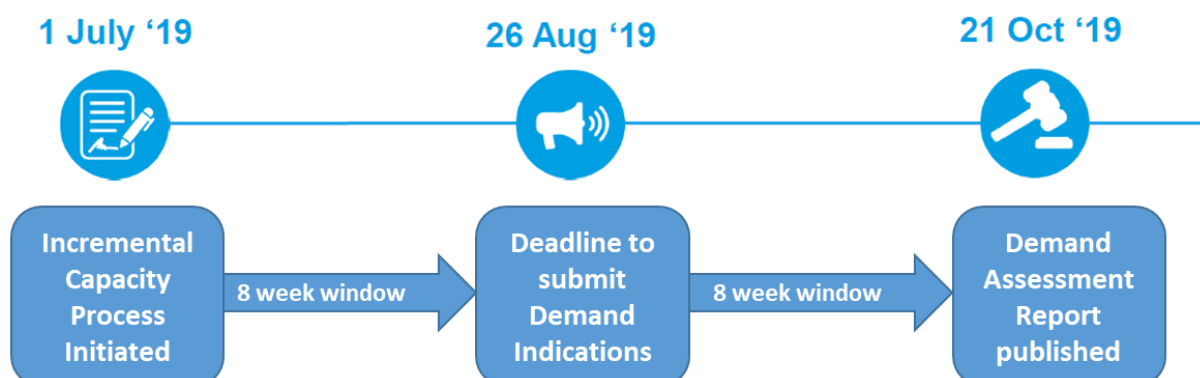 1 July ‘19
26 Aug ‘19
21 Oct ‘19
Incremental
Capacity
Process
Initiated
8 week window
Deadline to
submit
Demand
Indications
8 week window
Demand
Assessment
Report
published